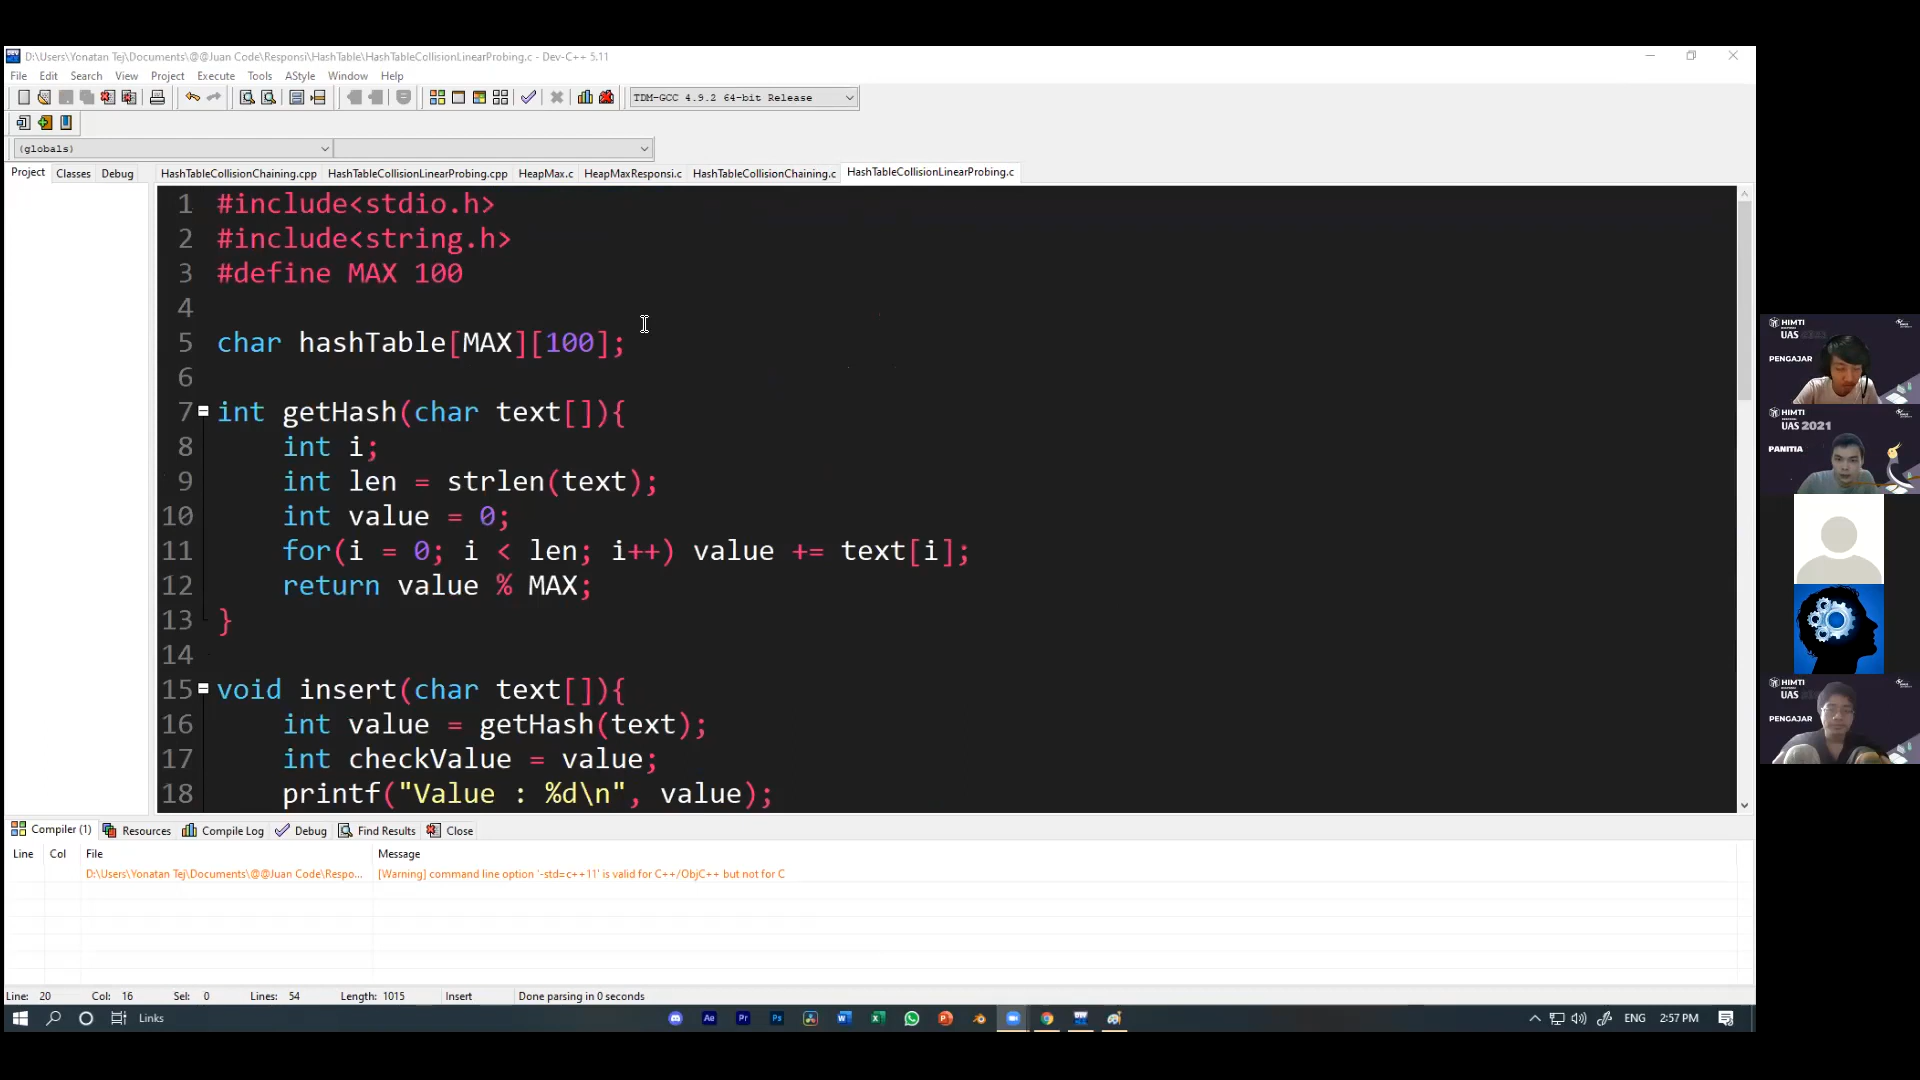 D:\Users\Yonatan Tej\Documents\@@Juan Code\Responsi\HashTable\HashTableCollisionLinearProbing.c - Dev-C++ 5.11
File Edit Search View Project Execute Tools AStyle Window Help
TDM-GCC 4.9.2 64-bit Release
(globals)
Project Classes Debug HashTableCollisionChaining.cpp HashTableCollisionLinearProbing.cpp HeapMax.c HeapMaxResponsi.c HashTableCollisionChaining.c HashTableCollisionLinearProbing.c
1 #include<stdio.h>
2 #include<string.h>
3 #define MAX 100
4
5 char hashTable[MAX][100];
6
7 int getHash(char text[]){
8 int i;
9 int len = strlen(text);
10 int value = 0;
11 for(i = 0; i < len; i++) value += text[i];
12 return value % MAX;
13 }
14
15 void insert(char text[]){
16 int value = getHash(text);
17 int checkValue = value;
18 printf("Value : %d\n", value);
Compiler (1) Resources Compile Log Debug Find Results Close
Line Col File Message
D:\Users\Yonatan Tej\Documents\@@Juan Code\Respo... [Warning] command line option '-std=c++11' is valid for C++/ObjC++ but not for C
Line: 20 Col: 16 Sel: 0 Lines: 54 Length: 1015 Insert Done parsing in 0 seconds
Links
ENG 2:57 PM
HIMTI
UAS
PENGAJAR
HIMTI
UAS 2021
PANITIA
HIMTI
UAS
PENGAJAR